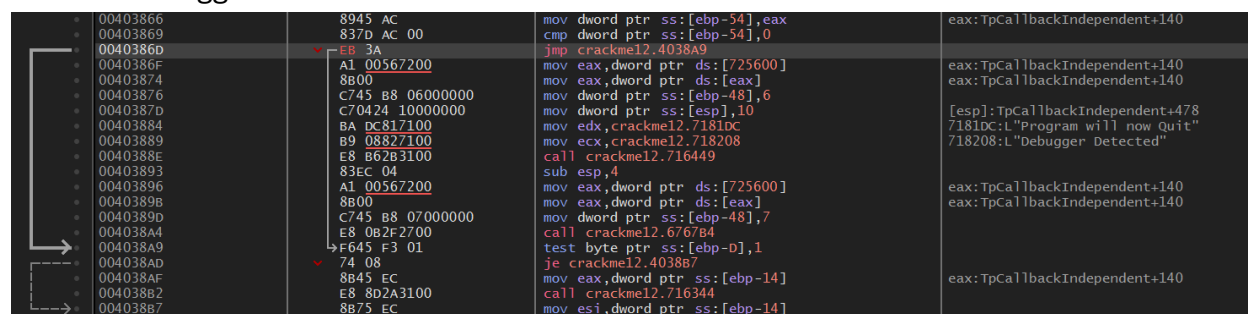 00403866 8945 AC mov dword ptr ss:[ebp-54],eax eax:TpCallbackIndependent+140
00403869 837D AC 00 cmp dword ptr ss:[ebp-54],0
0040386D EB 3A jmp crackme12.4038A9
0040386F A1 00567200 mov eax,dword ptr ds:[725600] eax:TpCallbackIndependent+140
00403874 8B00 mov eax,dword ptr ds:[eax] eax:TpCallbackIndependent+140
00403876 C745 B8 06000000 mov dword ptr ss:[ebp-48],6
0040387D C70424 10000000 mov dword ptr ss:[esp],10 [esp]:TpCallbackIndependent+478
00403884 BA DC817100 mov edx,crackme12.7181DC 7181DC:L"Program will now Quit"
00403889 B9 08827100 mov ecx,crackme12.718208 718208:L"Debugger Detected"
0040388E E8 B62B3100 call crackme12.716449
00403893 83EC 04 sub esp,4
00403896 A1 00567200 mov eax,dword ptr ds:[725600] eax:TpCallbackIndependent+140
0040389B 8B00 mov eax,dword ptr ds:[eax] eax:TpCallbackIndependent+140
0040389D C745 B8 07000000 mov dword ptr ss:[ebp-48],7
004038A4 E8 0B2F2700 call crackme12.6767B4
004038A9 F645 F3 01 test byte ptr ss:[ebp-D],1
004038AD 74 08 je crackme12.4038B7
004038AF 8B45 EC mov eax,dword ptr ss:[ebp-14] eax:TpCallbackIndependent+140
004038B2 E8 8D2A3100 call crackme12.716344
004038B7 8B75 EC mov esi,dword ptr ss:[ebp-14]